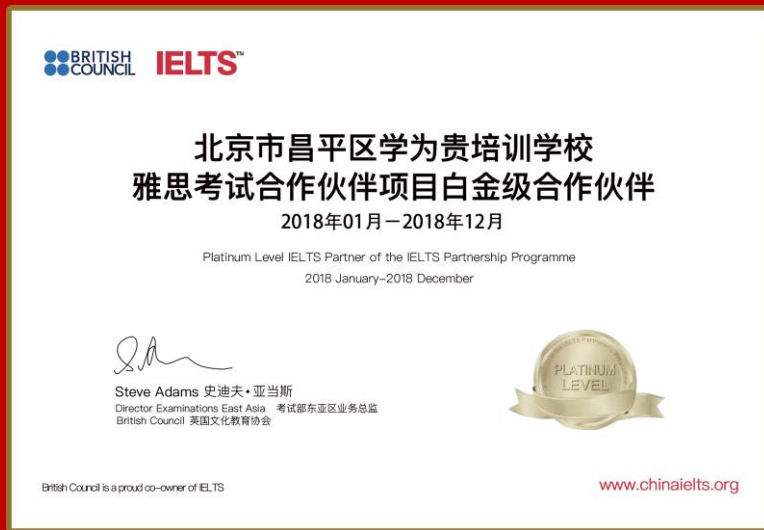 BRITISH COUNCIL IELTS™
北京市昌平区学为贵培训学校
雅思考试合作伙伴项目白金级合作伙伴
2018年01月－2018年12月
Platinum Level IELTS Partner of the IELTS Partnership Programme
2018 January–2018 December
Steve Adams 史迪夫·亚当斯
Director Examinations East Asia 考试部东亚区业务总监
British Council 英国文化教育协会
IELTS Partnership
PLATINUM
LEVEL
British Council is a proud co-owner of IELTS
www.chinaielts.org